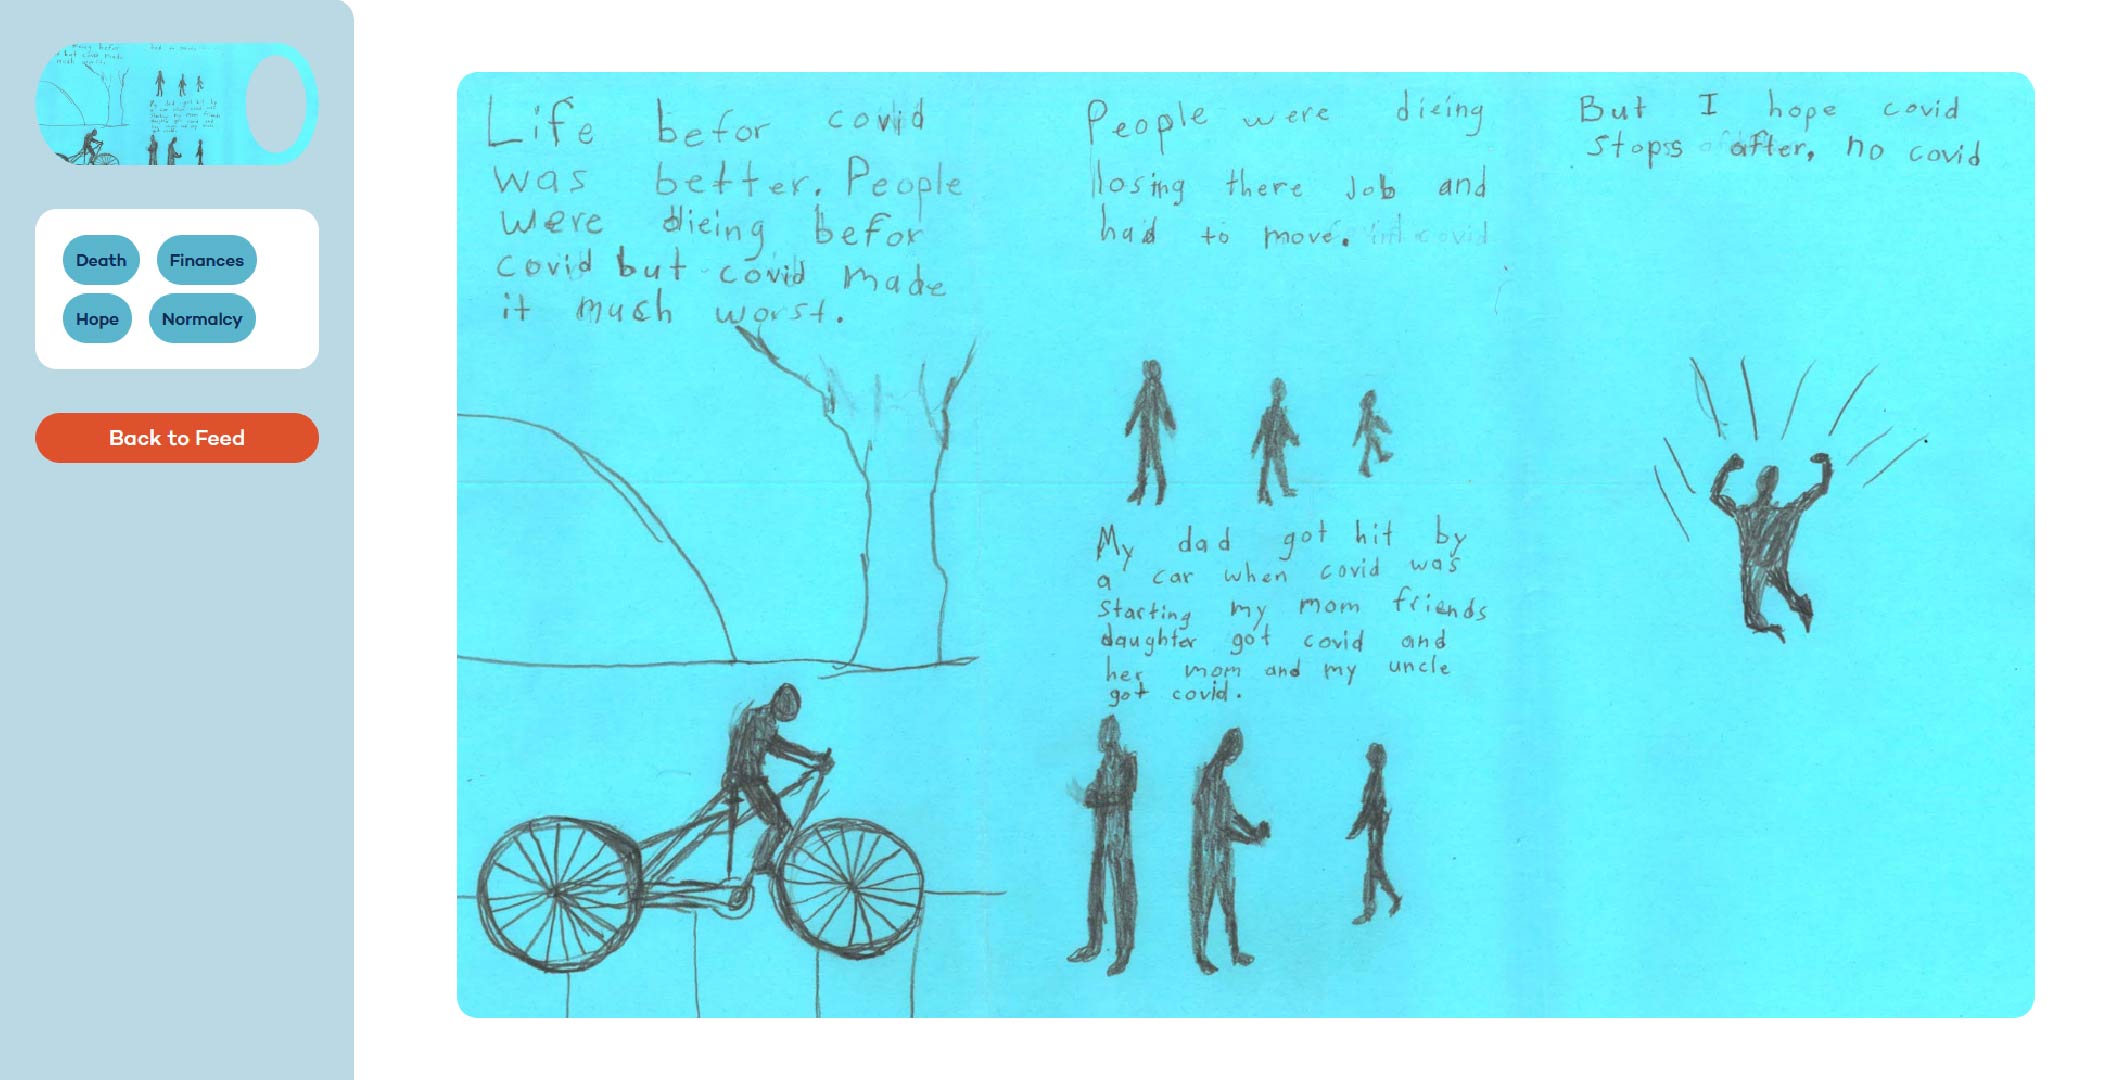 Death
Finances
Hope
Normalcy
Back to Feed
Life befor covid
was better. People
were dieing befor
covid but covid made
it much worst.
People were dieing
losing there job and
had to move.
My dad got hit by
a car when covid was
starting my mom friends
daughter got covid and
her mom and my uncle
got covid.
But I hope covid
stops after, no covid